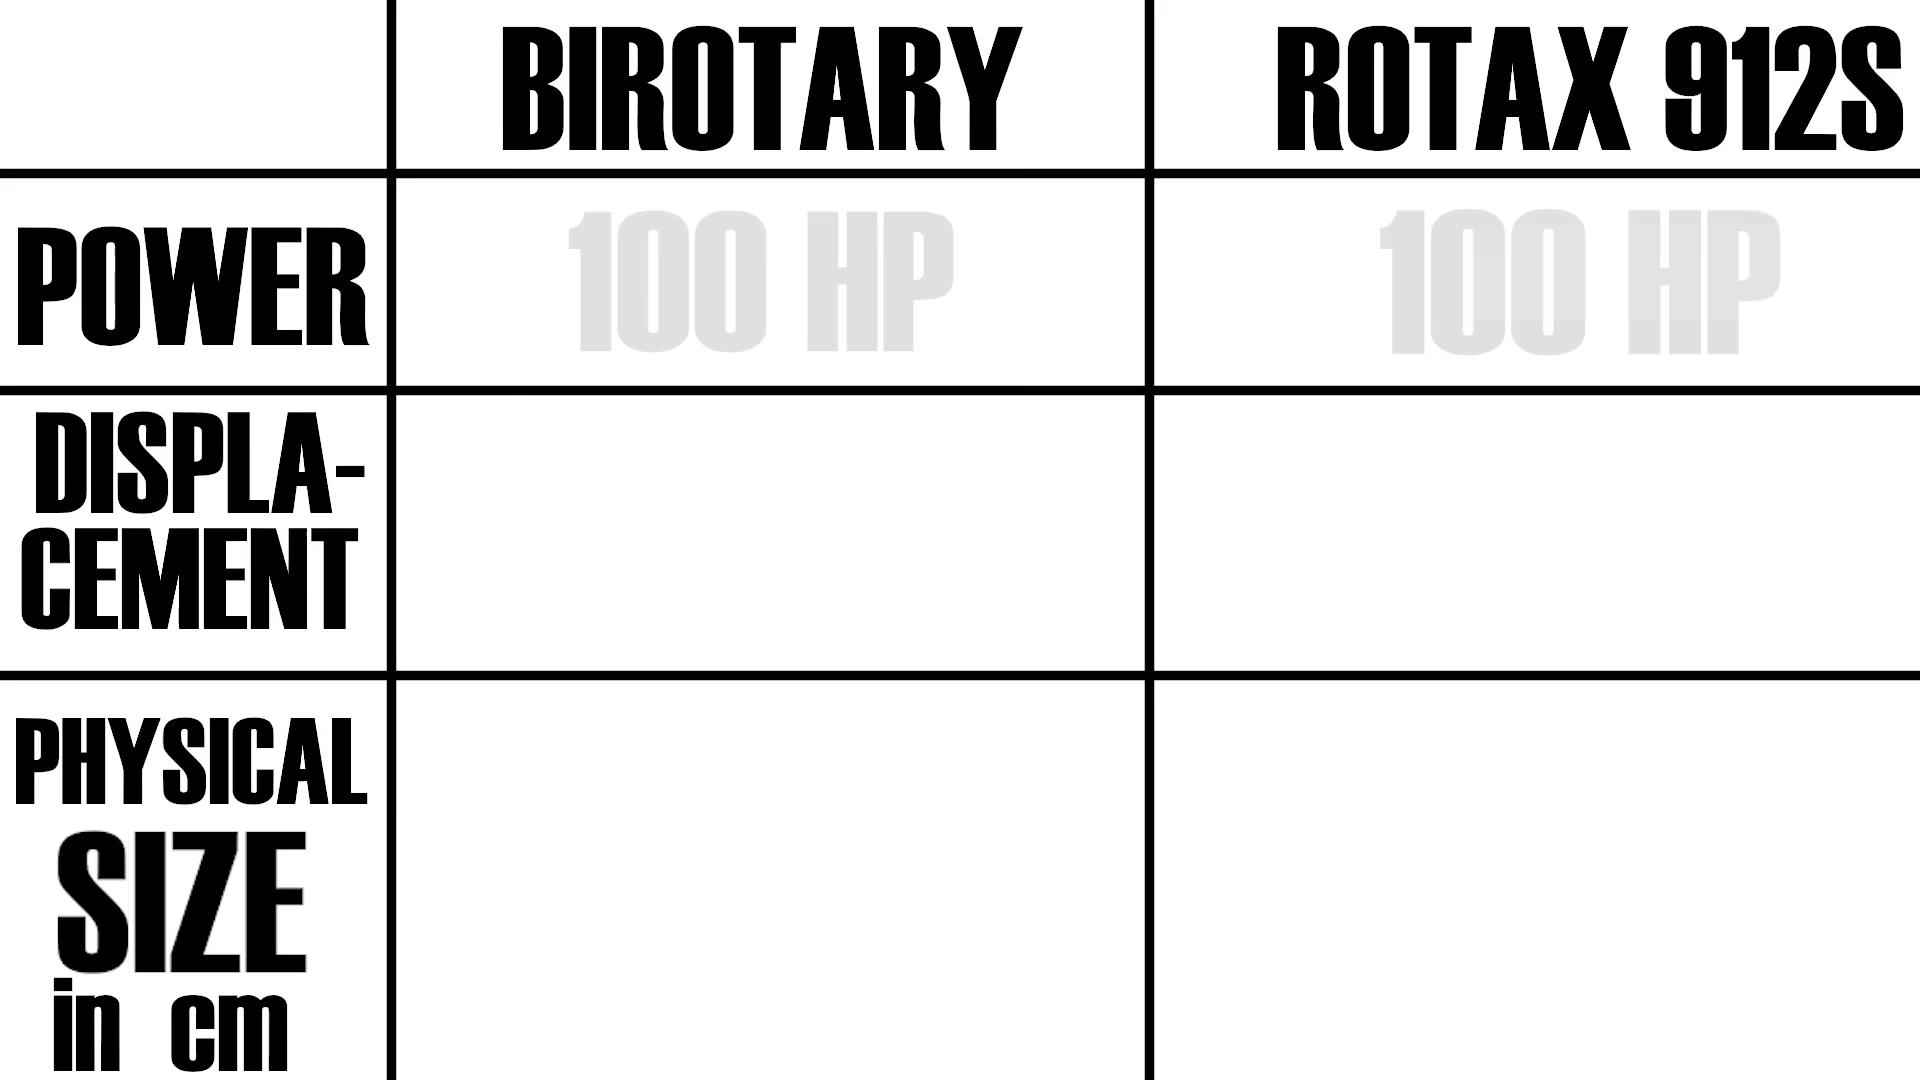 BIROTARY ROTAX 912S
POWER 100 HP 100 HP
DISPLA-
CEMENT
PHYSICAL
SIZE
in cm